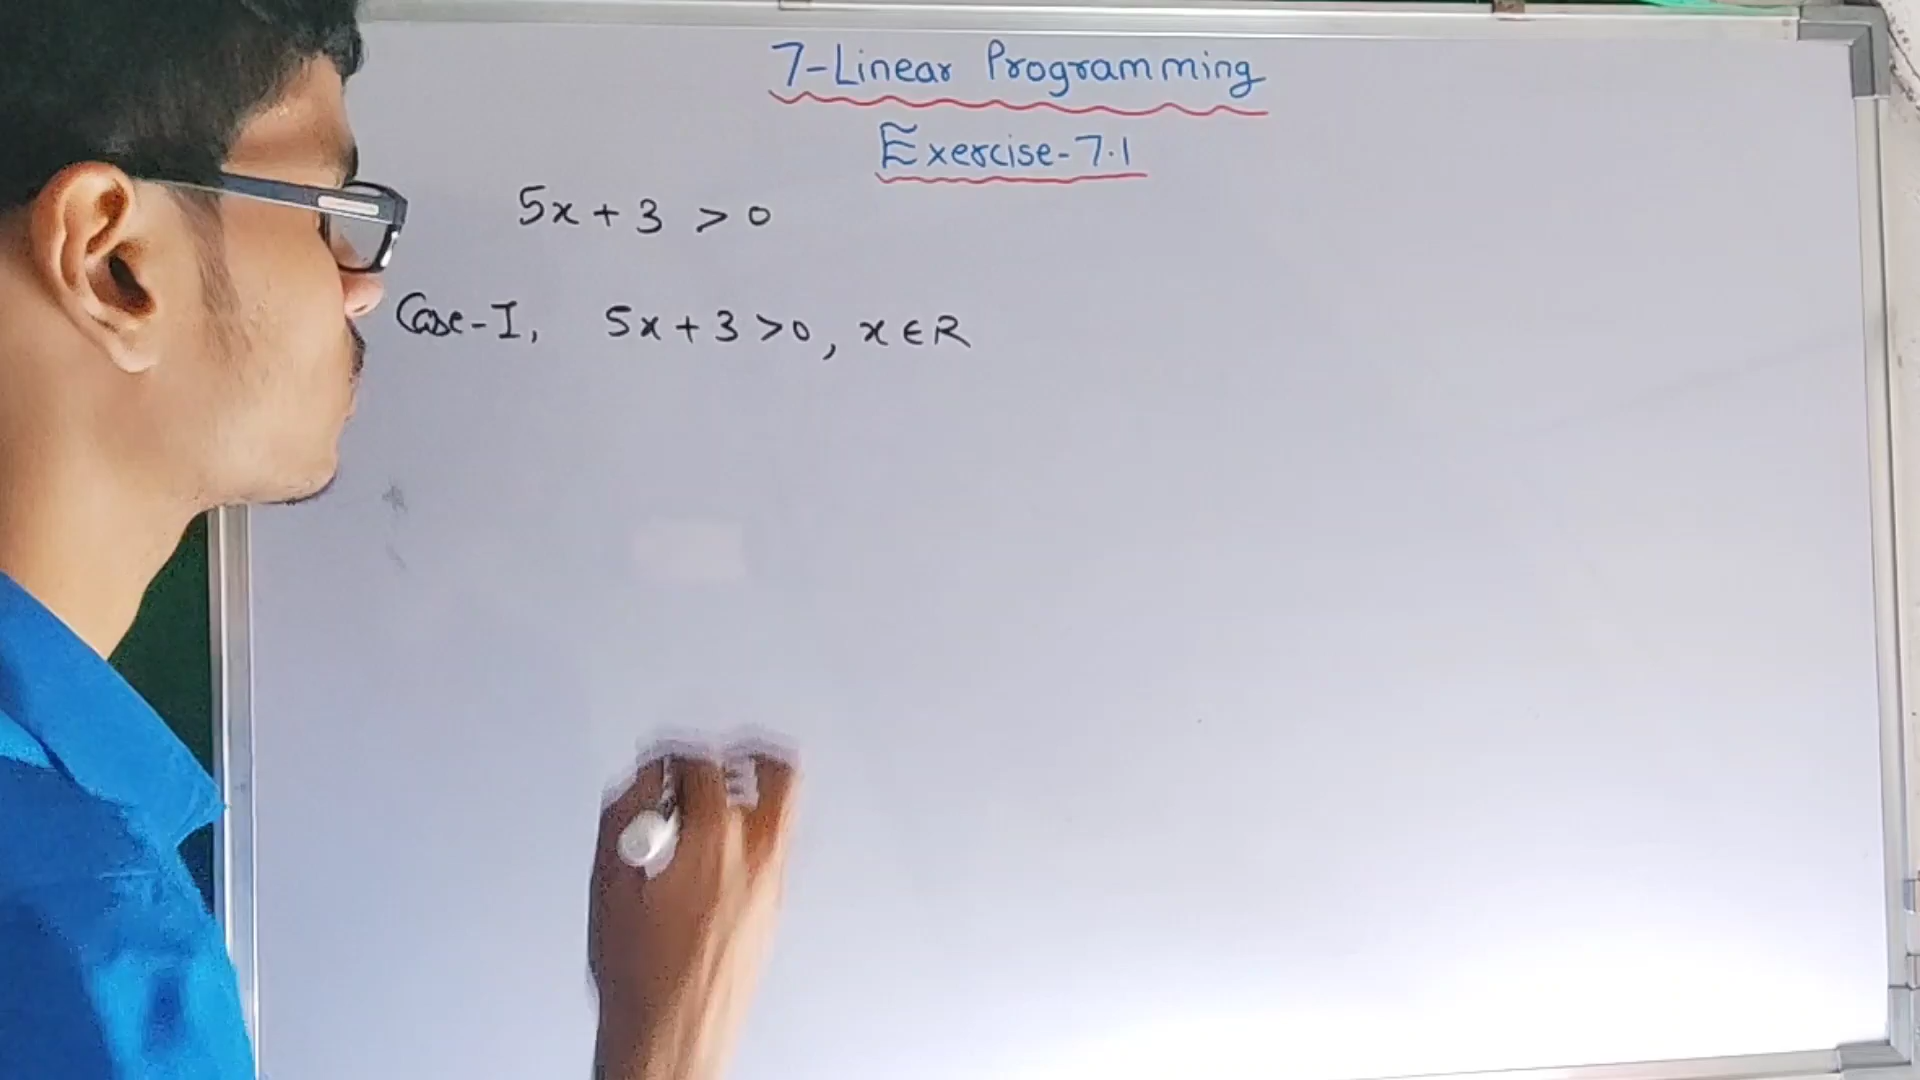 7-Linear Programming
Exercise-7.1
5x + 3 > 0
Case-I, 5x + 3 > 0, x ∈ R